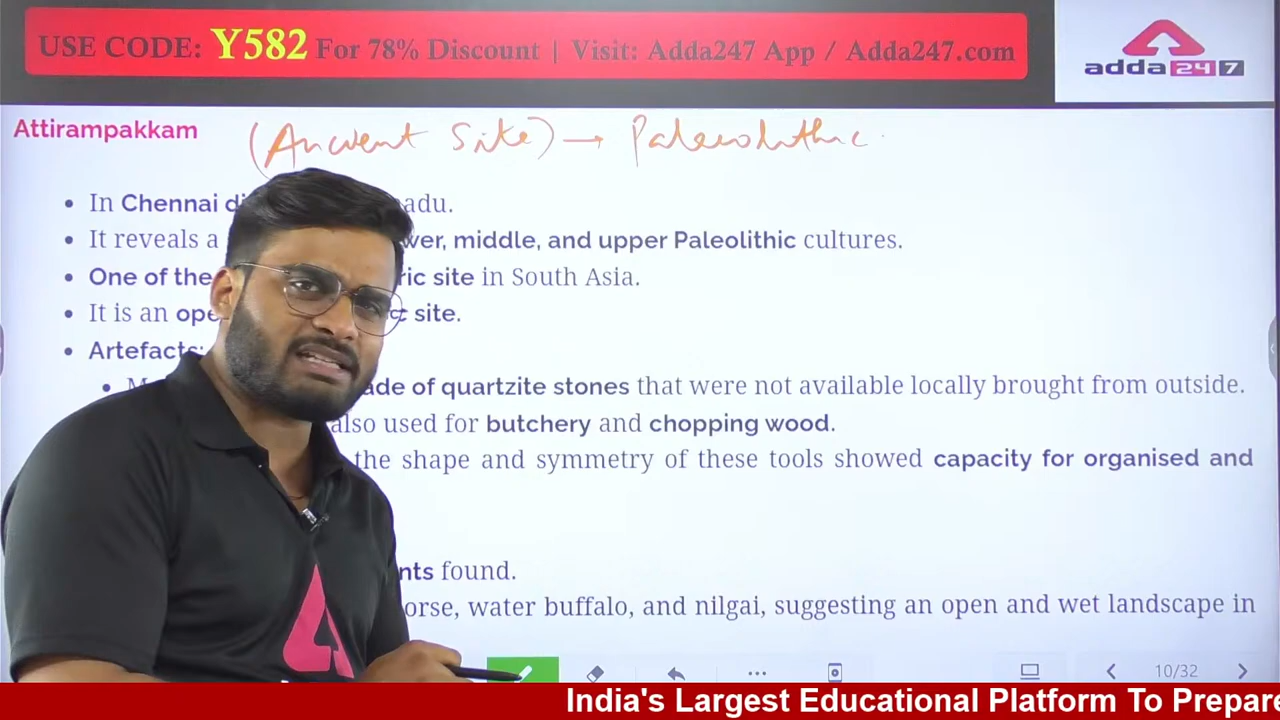 USE CODE: Y582 For 78% Discount | Visit: Adda247 App / Adda247.com
adda247
Attirampakkam (Ancient Site) → Paleolithic
• In Chennai adu.
• It reveals a wer, middle, and upper Paleolithic cultures.
• One of the ric site in South Asia.
• It is an site.
• Artefacts:
• ade of quartzite stones that were not available locally brought from outside.
also used for butchery and chopping wood.
the shape and symmetry of these tools showed capacity for organised and
nts found.
orse, water buffalo, and nilgai, suggesting an open and wet landscape in
10/32
India's Largest Educational Platform To Prepare